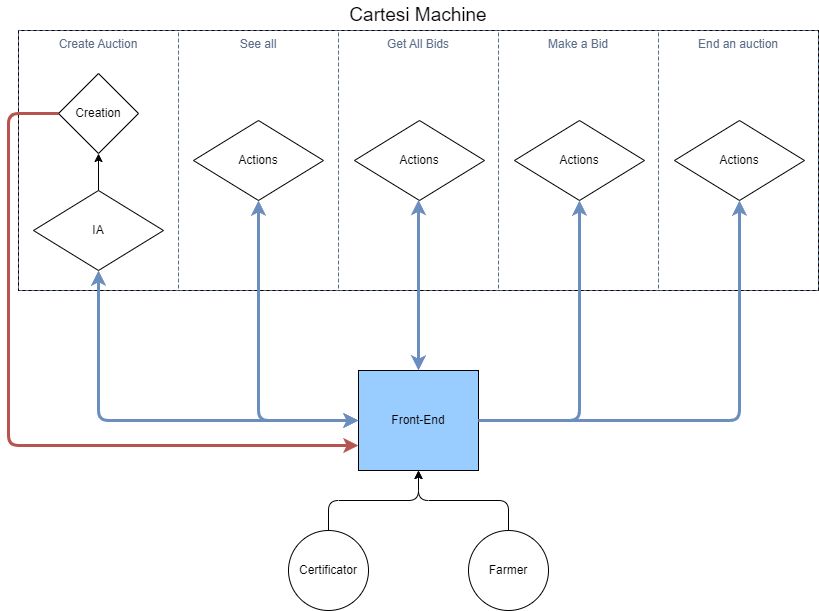 Cartesi Machine
Create Auction
See all
Get All Bids
Make a Bid
End an auction
Creation
Actions
Actions
Actions
Actions
IA
Front-End
Certificator
Farmer